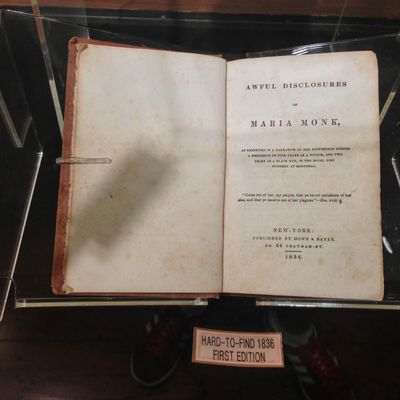 AWFUL DISCLOSURES
OF
MARIA MONK,
AS EXHIBITED IN A NARRATIVE OF HER SUFFERINGS DURING
A RESIDENCE OF FIVE YEARS AS A NOVICE, AND TWO
YEARS AS A BLACK NUN, IN THE HOTEL DIEU
NUNNERY AT MONTREAL.
"Come out of her, my people, that ye be not partakers of her
sins, and that ye receive not of her plagues."—Rev. xviii. 4.
NEW-YORK:
PUBLISHED BY HOWE & BATES,
NO. 68 CHATHAM-ST.
1836.
HARD-TO-FIND 1836
FIRST EDITION